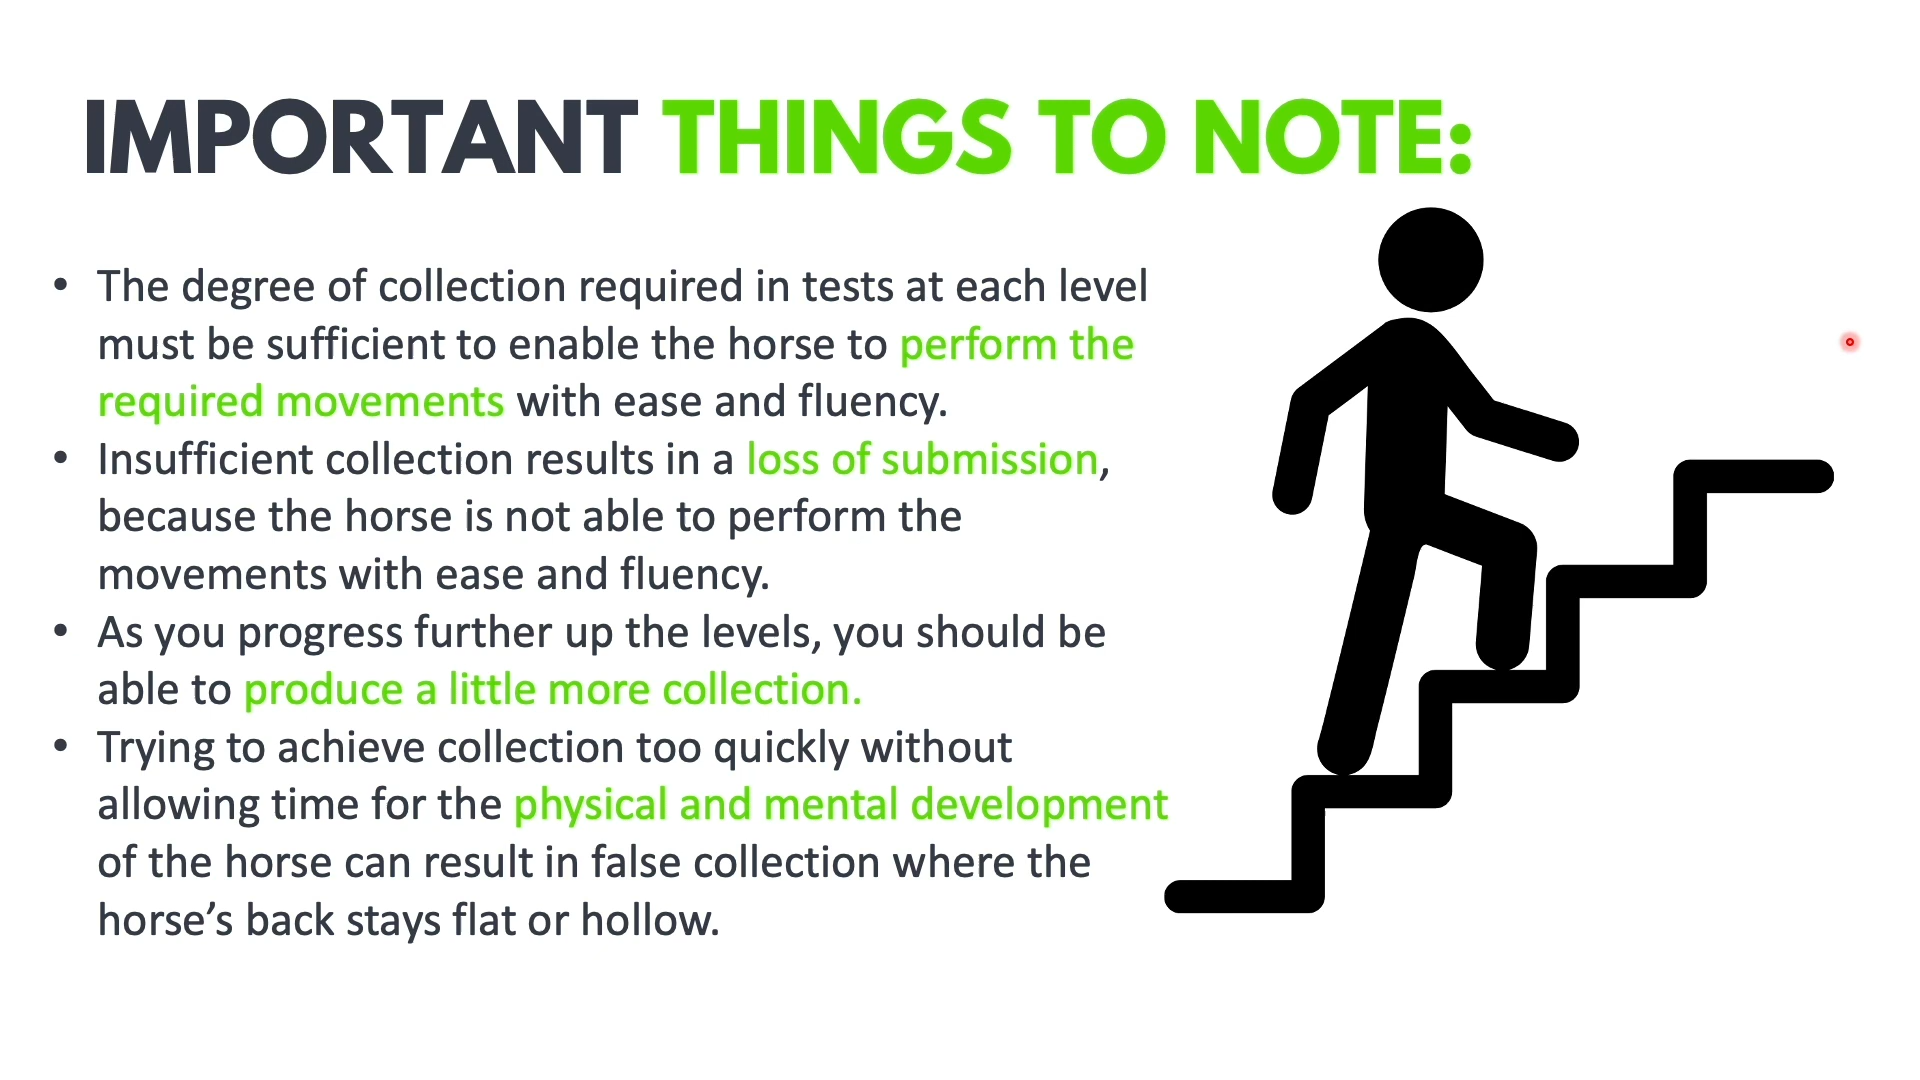 IMPORTANT THINGS TO NOTE:
• The degree of collection required in tests at each level
must be sufficient to enable the horse to perform the
required movements with ease and fluency.
• Insufficient collection results in a loss of submission,
because the horse is not able to perform the
movements with ease and fluency.
• As you progress further up the levels, you should be
able to produce a little more collection.
• Trying to achieve collection too quickly without
allowing time for the physical and mental development
of the horse can result in false collection where the
horse’s back stays flat or hollow.